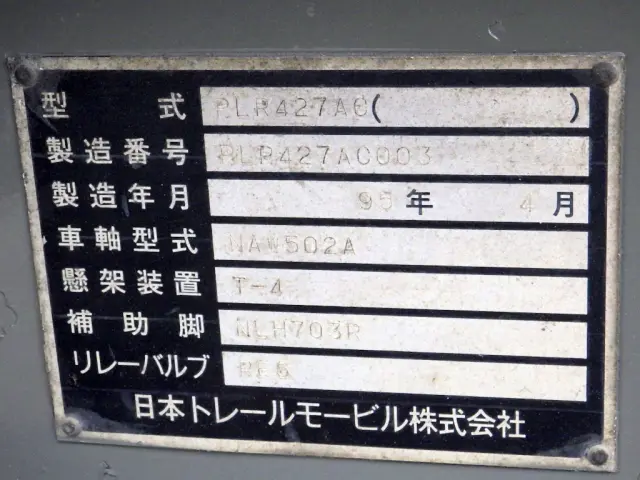 型式 PLR427A0( )
製造番号 PLR427AC003
製造年月 95年 4月
車軸型式 NAW502A
懸架装置 T-4
補助脚 NLH703R
リレーバルブ
日本トレールモービル株式会社